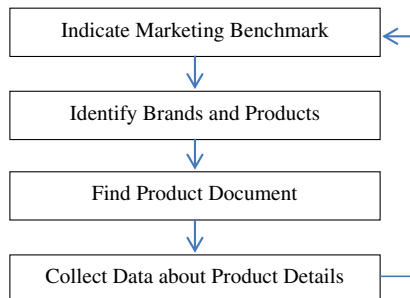 Indicate Marketing Benchmark
Identify Brands and Products
Find Product Document
Collect Data about Product Details